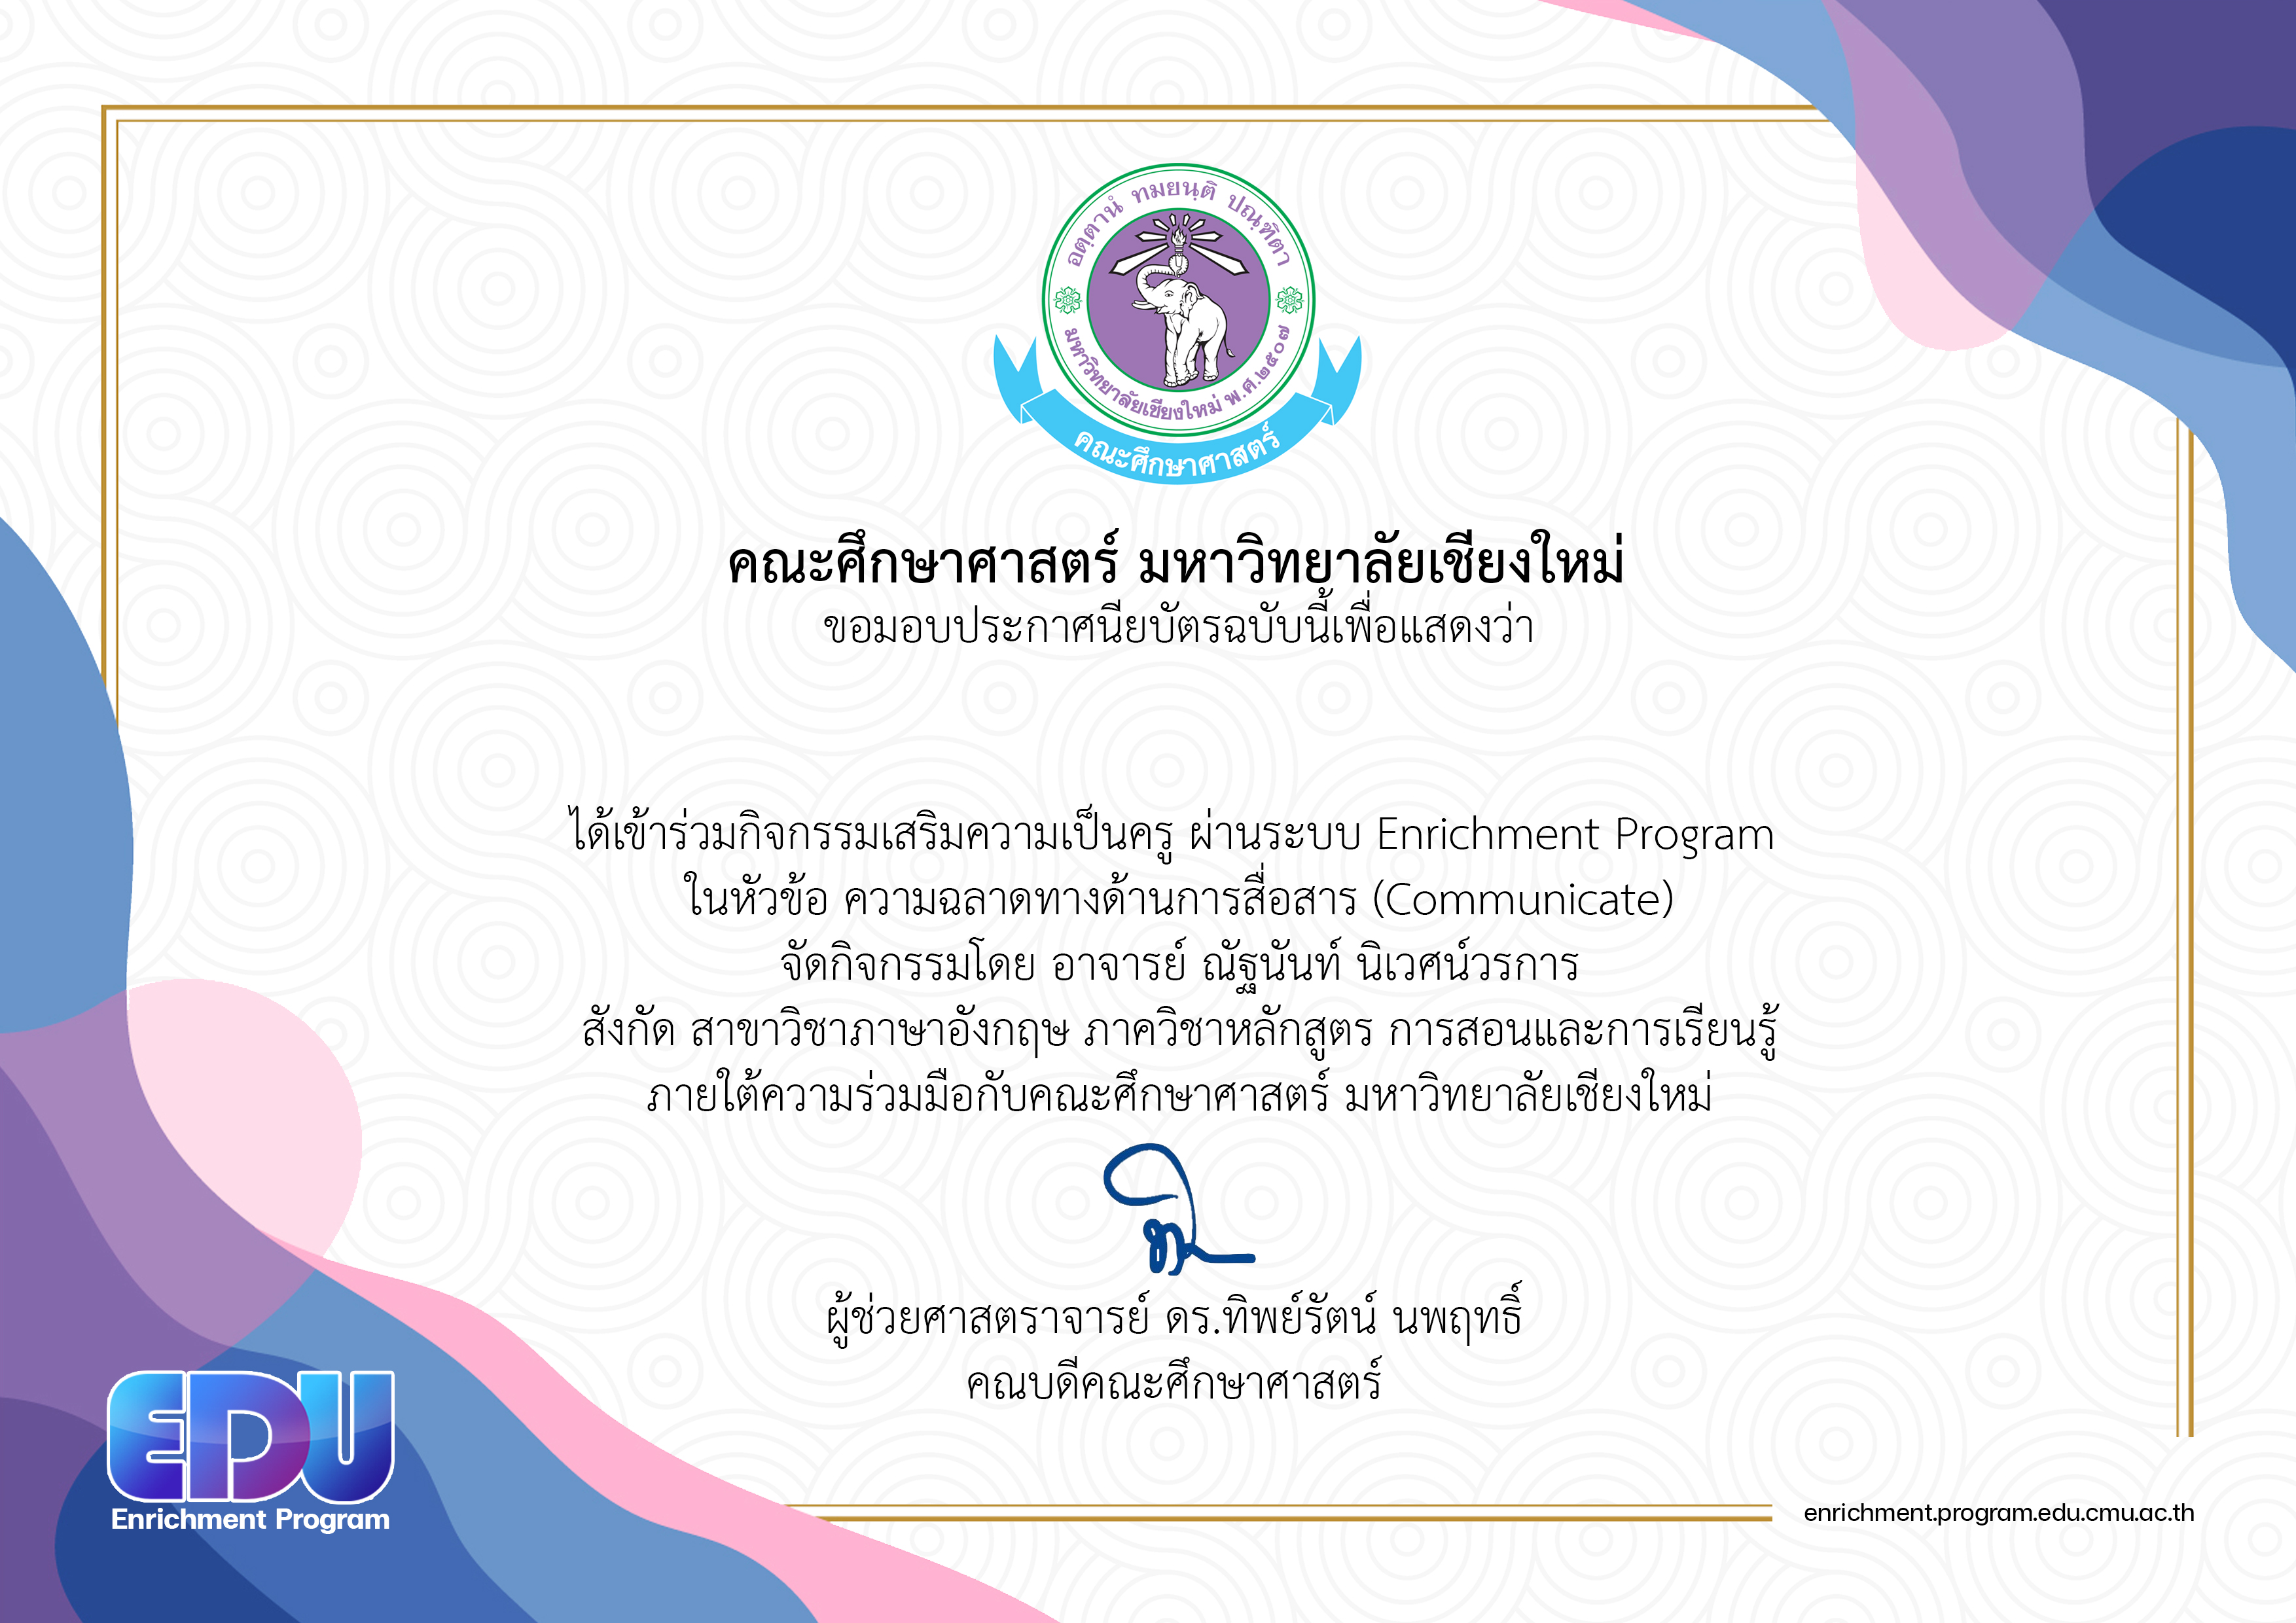 อตฺตานํ ทมยนฺติ ปณฺฑิตา
มหาวิทยาลัยเชียงใหม่ พ.ศ.๒๕๐๗
คณะศึกษาศาสตร์
คณะศึกษาศาสตร์ มหาวิทยาลัยเชียงใหม่
ขอมอบประกาศนียบัตรฉบับนี้เพื่อแสดงว่า
ได้เข้าร่วมกิจกรรมเสริมความเป็นครู ผ่านระบบ Enrichment Program
ในหัวข้อ ความฉลาดทางด้านการสื่อสาร (Communicate)
จัดกิจกรรมโดย อาจารย์ ณัฐนันท์ นิเวศน์วรการ
สังกัด สาขาวิชาภาษาอังกฤษ ภาควิชาหลักสูตร การสอนและการเรียนรู้
ภายใต้ความร่วมมือกับคณะศึกษาศาสตร์ มหาวิทยาลัยเชียงใหม่
ผู้ช่วยศาสตราจารย์ ดร.ทิพย์รัตน์ นพฤทธิ์
คณบดีคณะศึกษาศาสตร์
EDU
Enrichment Program
enrichment.program.edu.cmu.ac.th